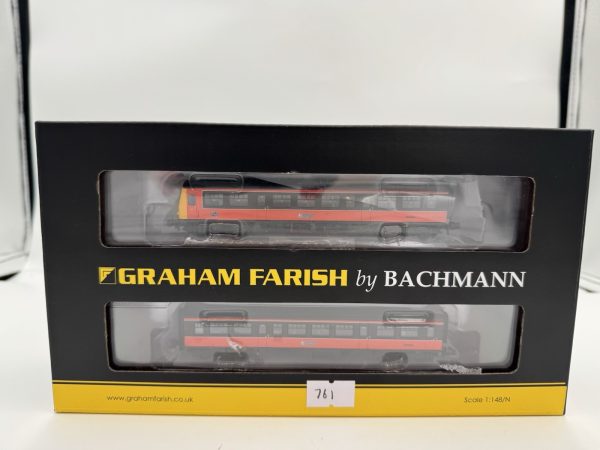 GRAHAM FARISH by BACHMANN
761
www.grahamfarish.co.uk
Scale 1:148/N